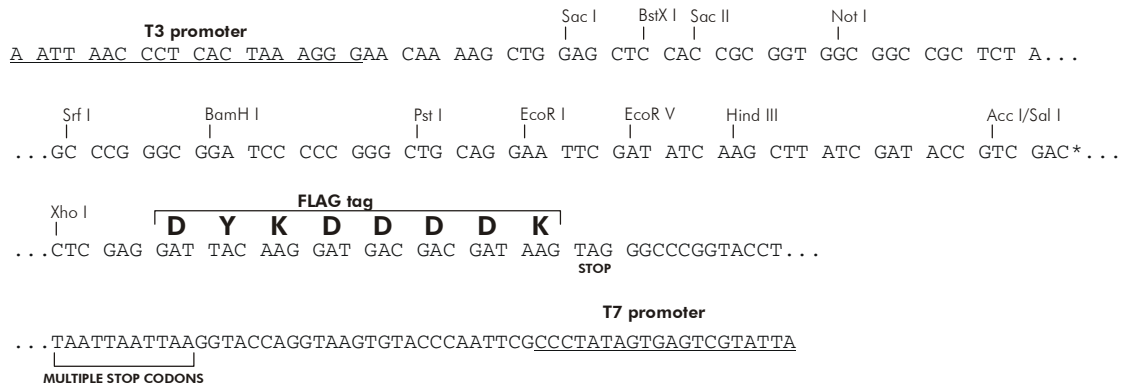 Sac I BstX I Sac II Not I
T3 promoter
A ATT AAC CCT CAC TAA AGG GAA CAA AAG CTG GAG CTC CAC CGC GGT GGC GGC CGC TCT A...
Srf I BamH I Pst I EcoR I EcoR V Hind III Acc I/Sal I
...GC CCG GGC GGA TCC CCC GGG CTG CAG GAA TTC GAT ATC AAG CTT ATC GAT ACC GTC GAC*...
FLAG tag
Xho I
D Y K D D D D K
...CTC GAG GAT TAC AAG GAT GAC GAC GAT AAG TAG GGCCCGGTACCT...
STOP
T7 promoter
...TAATTAATTAAGGTACCAGGTAAGTGTACCCAATTCGCCCTATAGTGAGTCGTATTA
MULTIPLE STOP CODONS